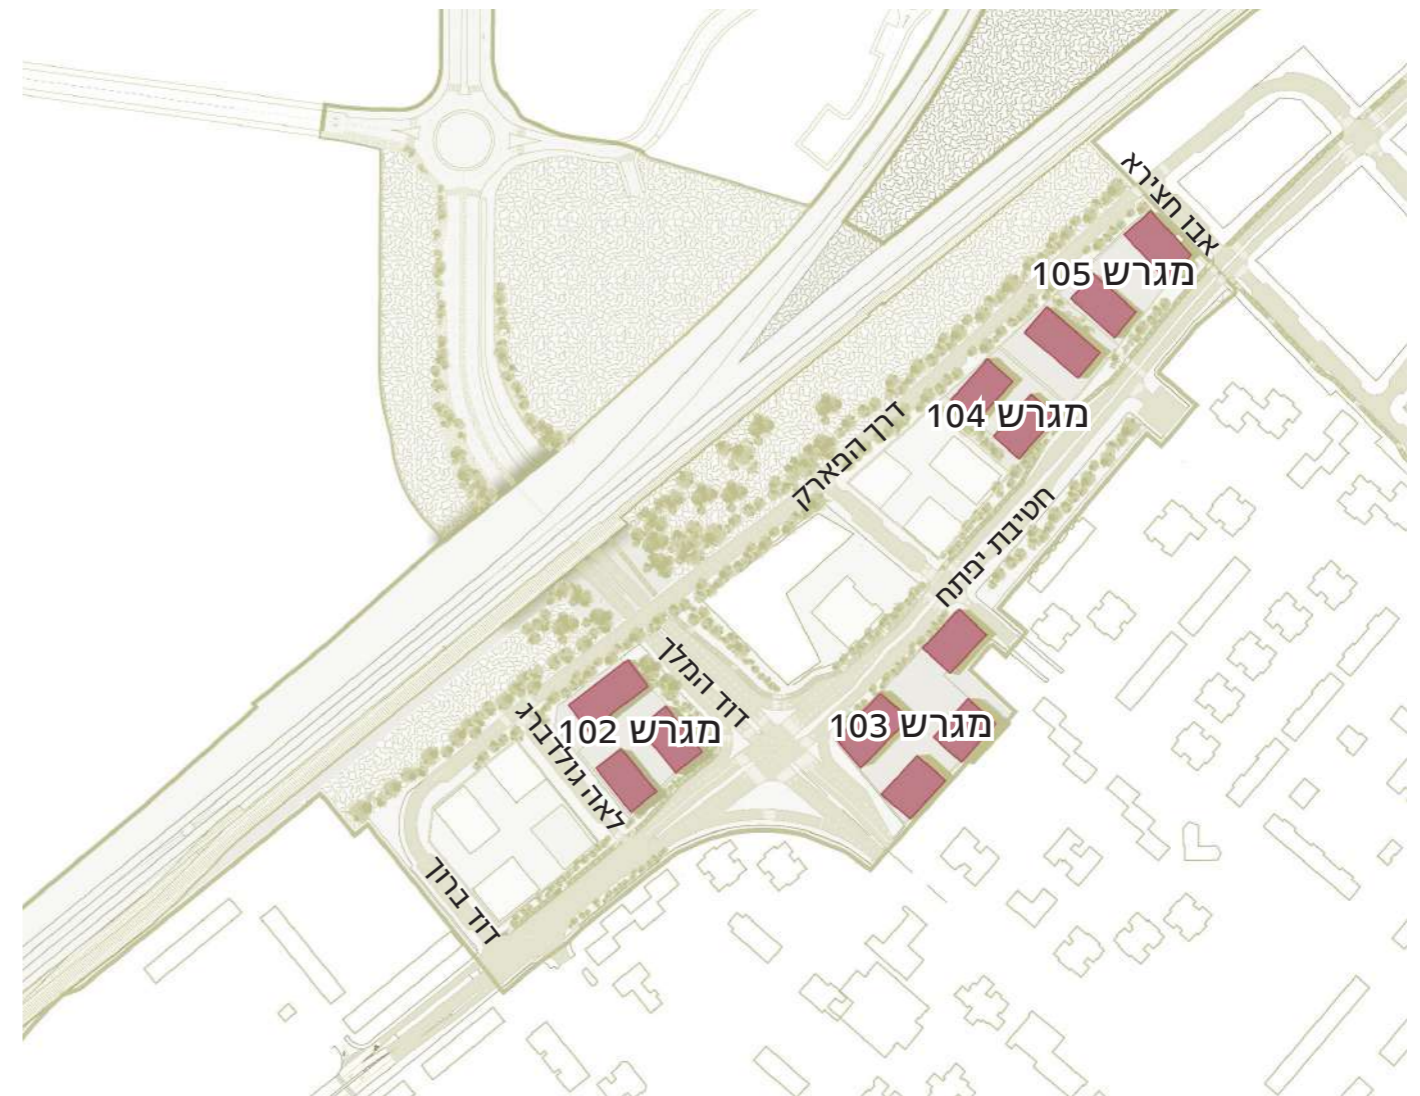 אבו חצירא
מגרש 105
מגרש 104
דרך הפארק
חטיבת יפתח
דוד המלך
מגרש 103
מגרש 102
לאה גולדברג
דוד ברוך